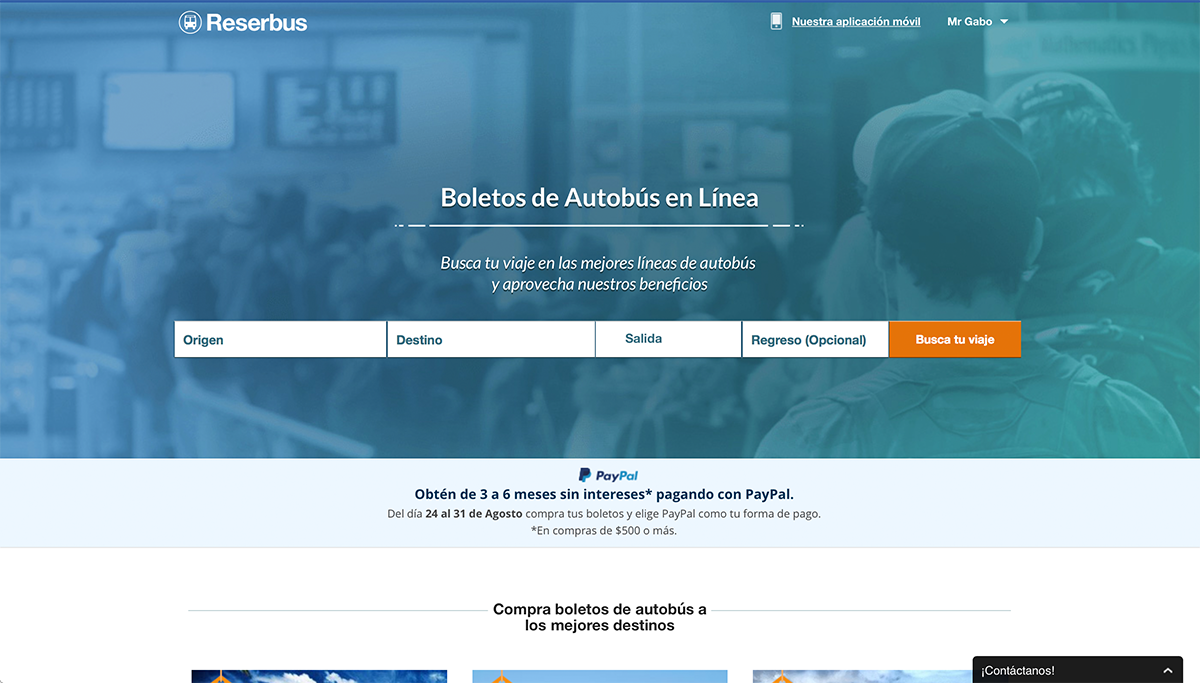 Reserbus
Nuestra aplicación móvil
Mr Gabo
Boletos de Autobús en Línea
Busca tu viaje en las mejores líneas de autobús
y aprovecha nuestros beneficios
Origen
Destino
Salida
Regreso (Opcional)
Busca tu viaje
PayPal
Obtén de 3 a 6 meses sin intereses* pagando con PayPal.
Del día 24 al 31 de Agosto compra tus boletos y elige PayPal como tu forma de pago.
*En compras de $500 o más.
Compra boletos de autobús a
los mejores destinos
¡Contáctanos!